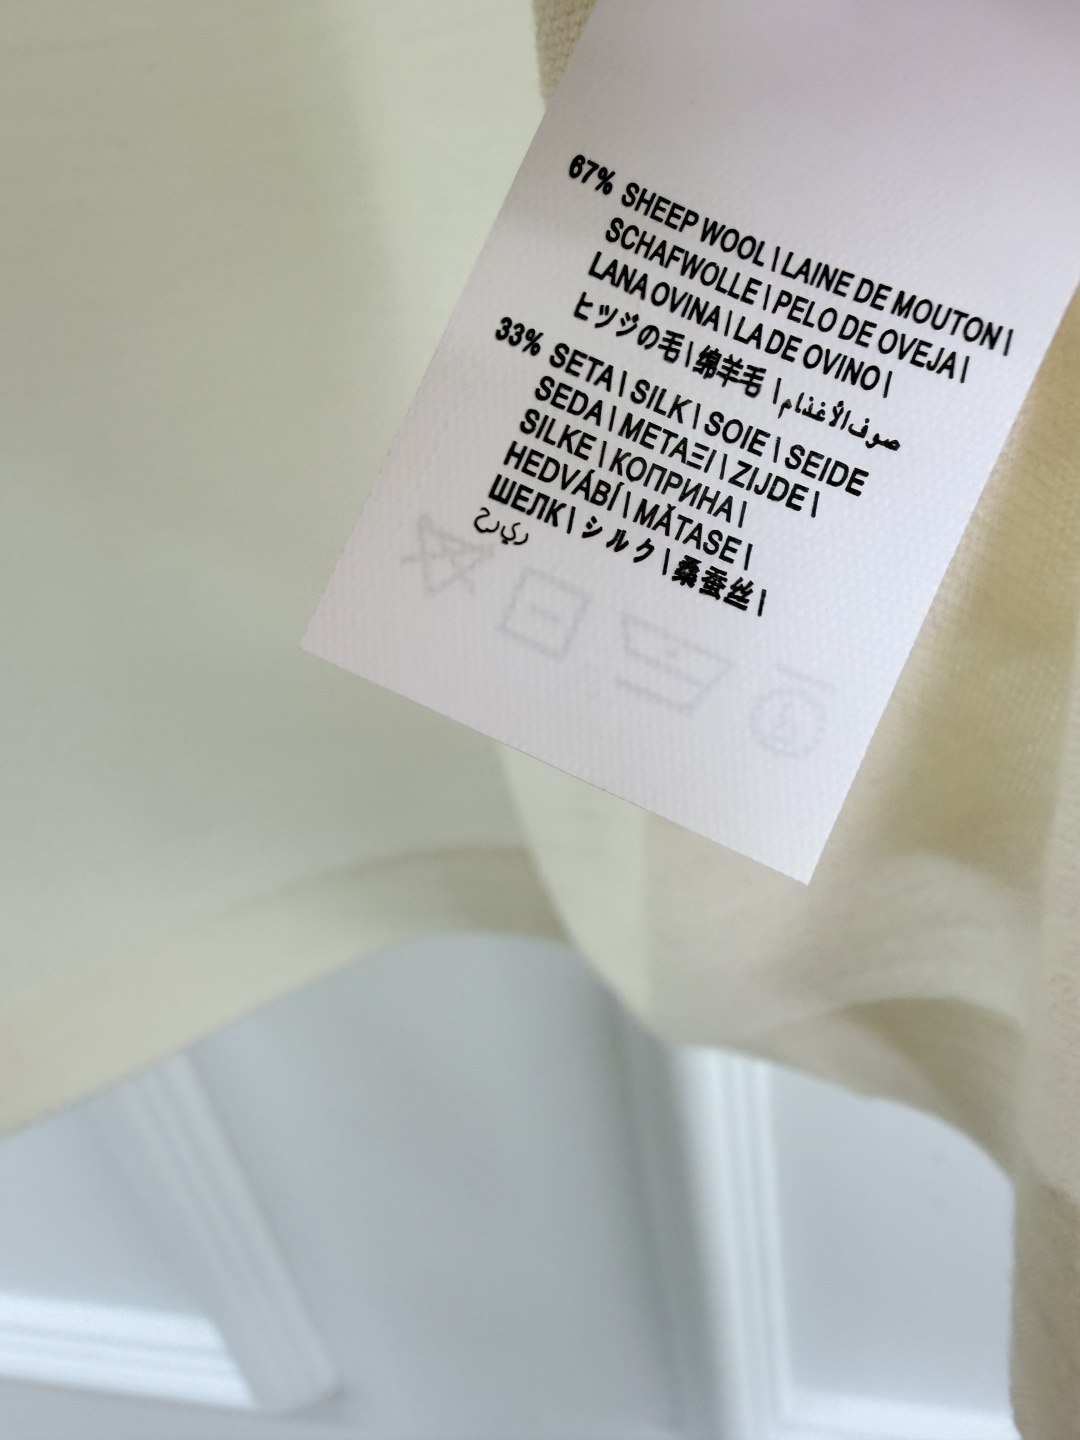 67% SHEEP WOOL \ LAINE DE MOUTON \
SCHAFWOLLE \ PELO DE OVEJA \
LANA OVINA \ LA DE OVINO \
ヒツジの毛 \ 绵羊毛 \ صوف الأغنام
33% SETA \ SILK \ SOIE \ SEIDE
SEDA \ METAΞI \ ZIJDE \
SILKE \ КОПРИНА \
HEDVÁBÍ \ MĂTASE \
ШЕЛК \ シルク \ 桑蚕丝 \